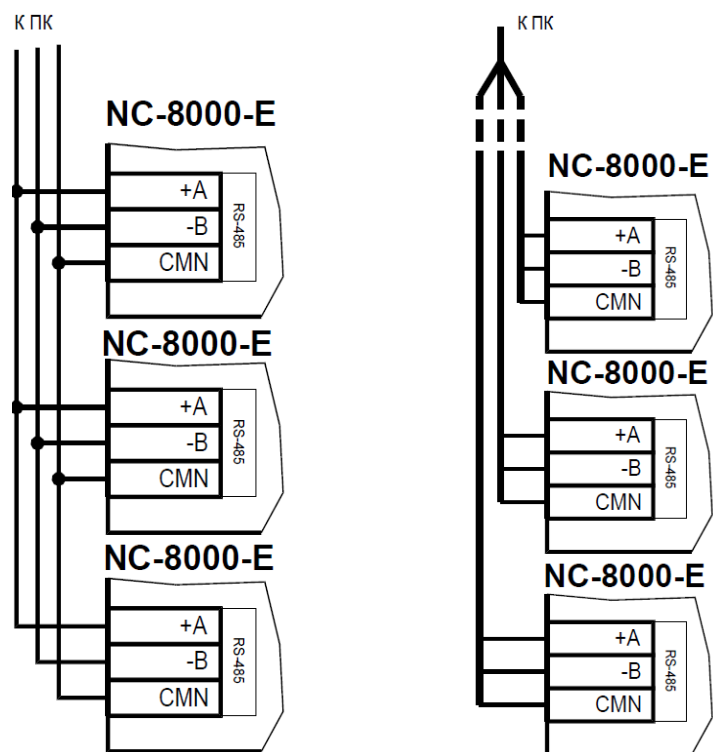 К ПК
NC-8000-E
+A
-B
CMN
RS-485
NC-8000-E
+A
-B
CMN
RS-485
NC-8000-E
+A
-B
CMN
RS-485
К ПК
NC-8000-E
+A
-B
CMN
RS-485
NC-8000-E
+A
-B
CMN
RS-485
NC-8000-E
+A
-B
CMN
RS-485